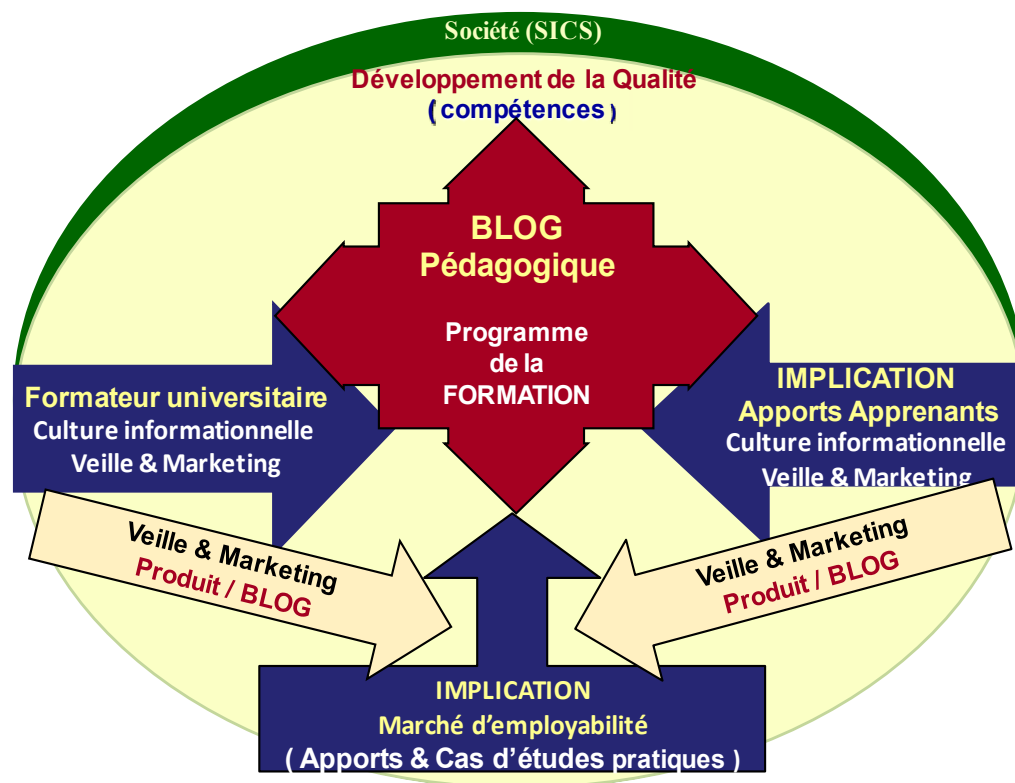 Société (SICS)
Développement de la Qualité
( compétences )
BLOG
Pédagogique
Programme
de la
FORMATION
Formateur universitaire
Culture informationnelle
Veille & Marketing
IMPLICATION
Apports Apprenants
Culture informationnelle
Veille & Marketing
Veille & Marketing
Produit / BLOG
Veille & Marketing
Produit / BLOG
IMPLICATION
Marché d’employabilité
( Apports & Cas d’études pratiques )